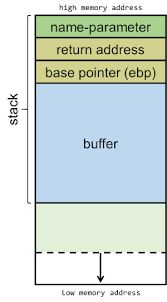 high memory address
name-parameter
return address
base pointer (ebp)
stack
buffer
Low memory address